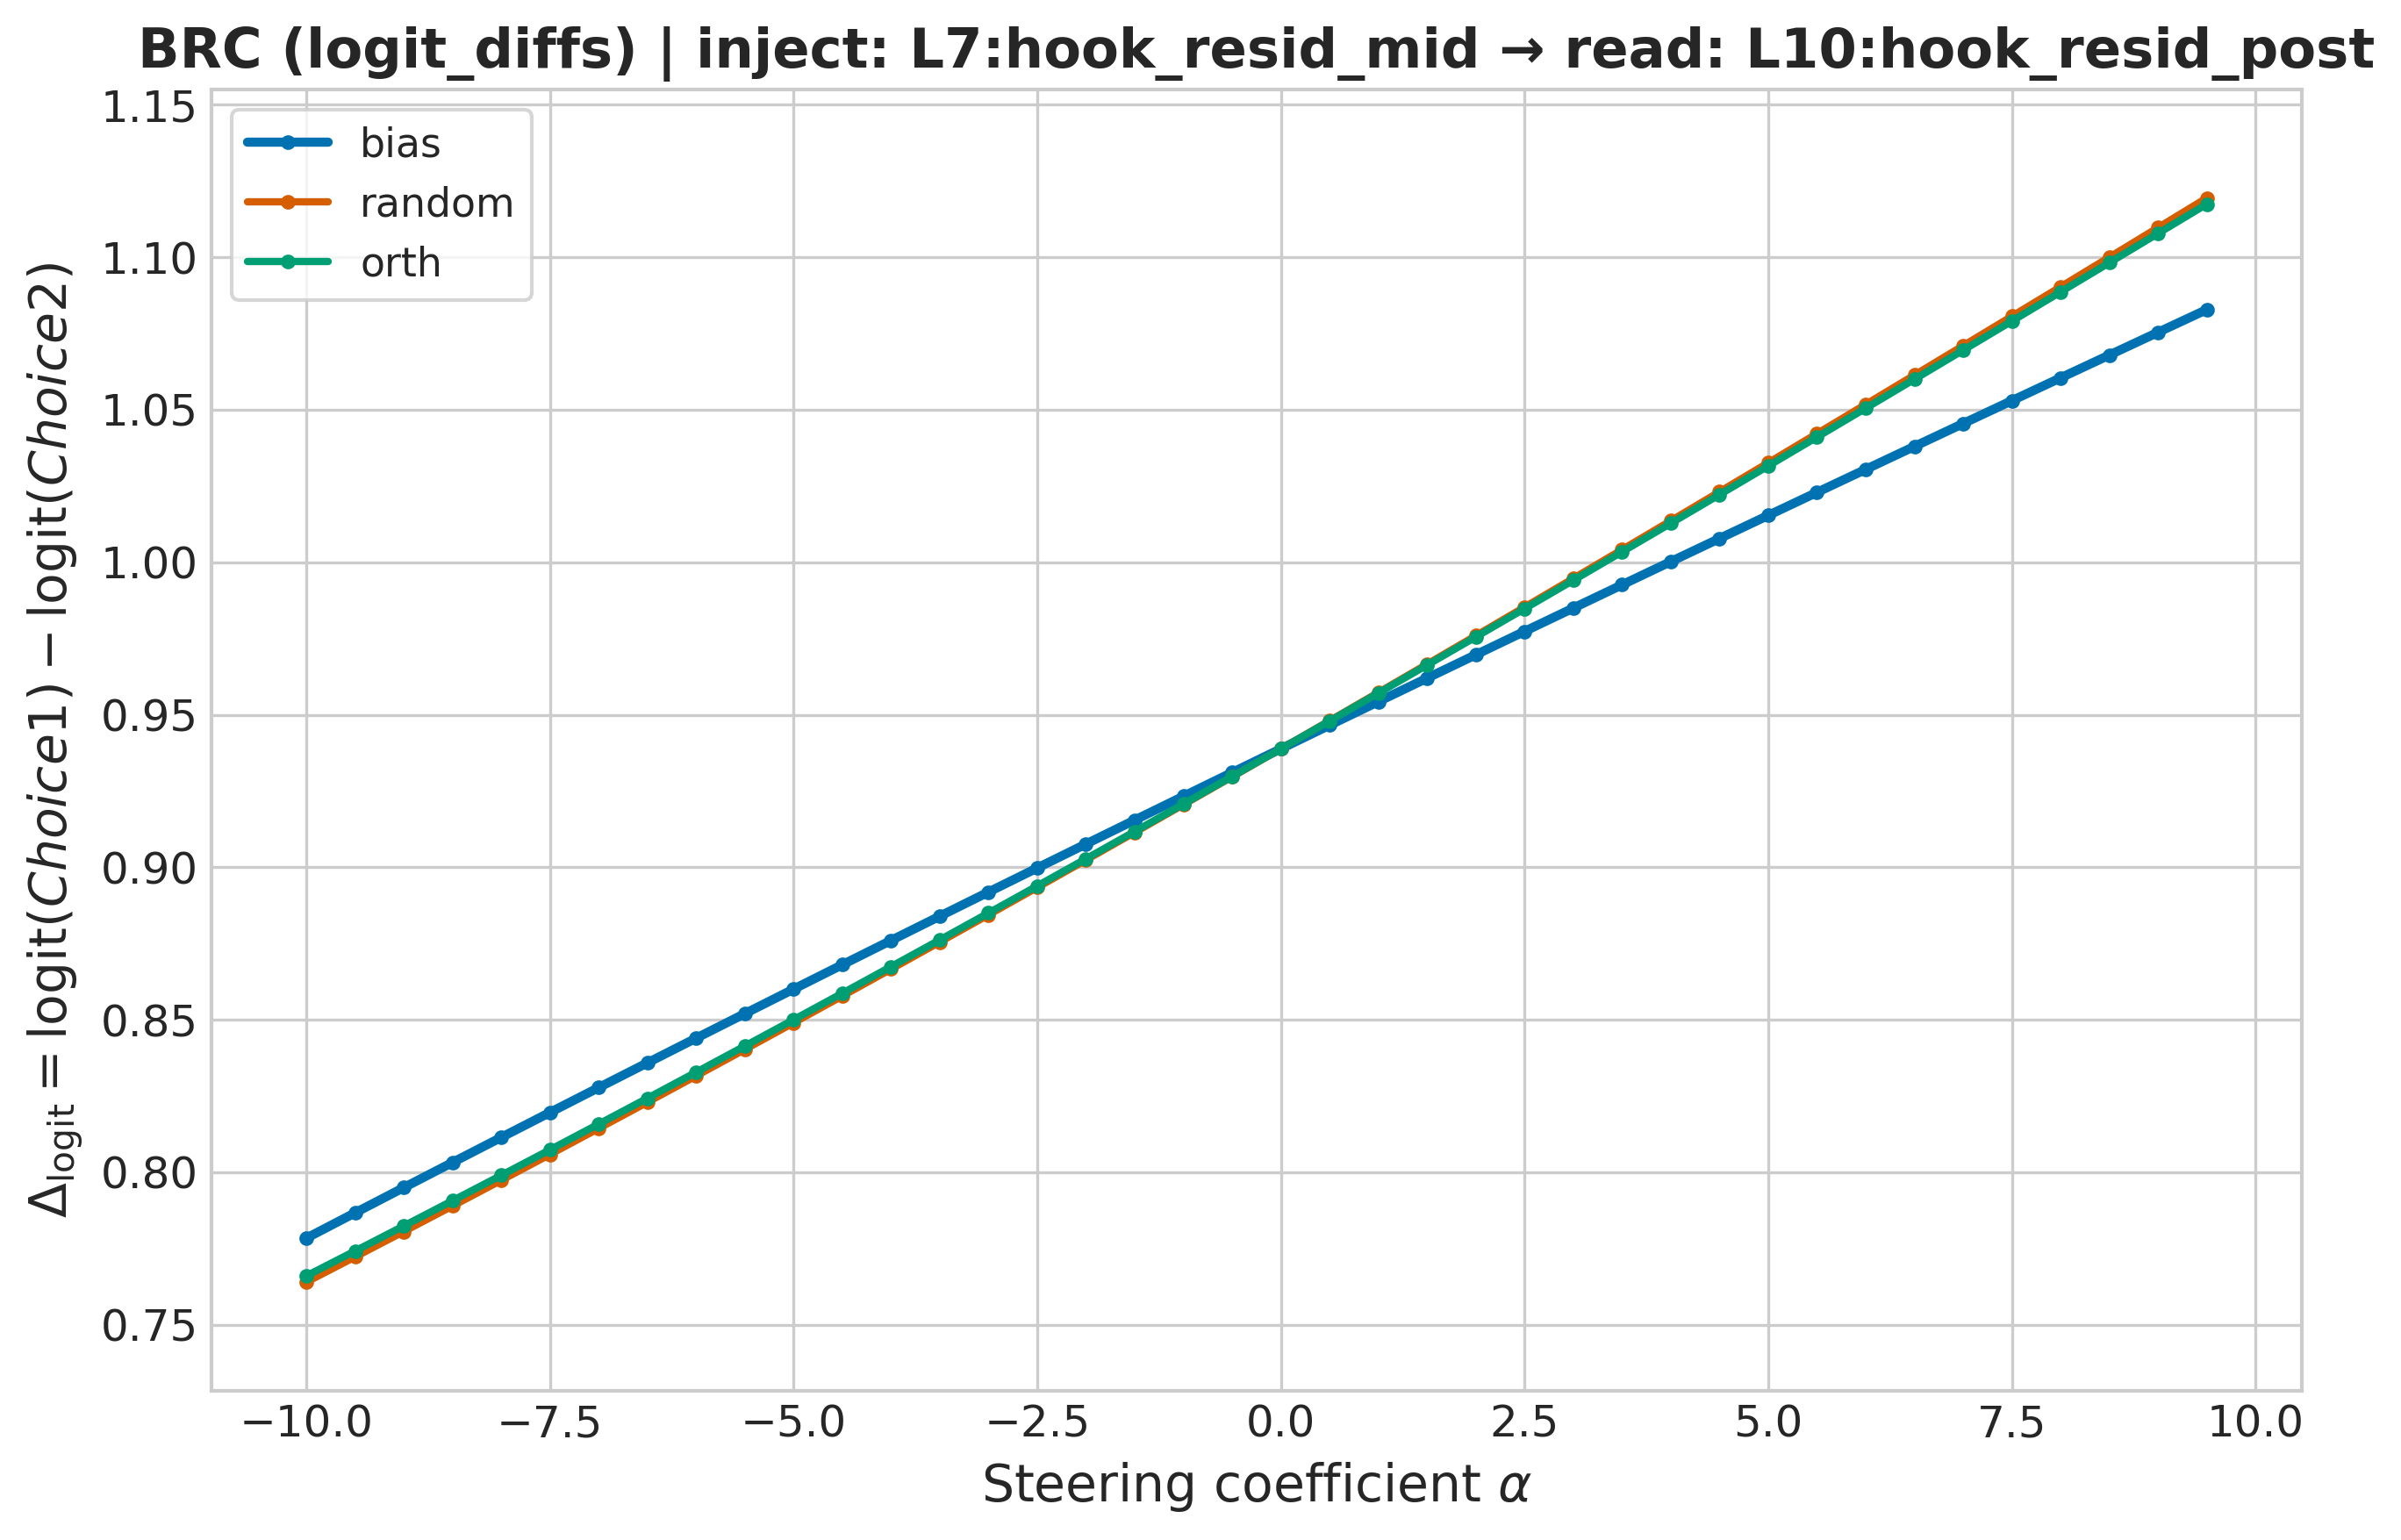 BRC (logit_diffs) | inject: L7:hook_resid_mid → read: L10:hook_resid_post
bias
random
orth
Δlogit = logit(Choice1) − logit(Choice2)
1.15
1.10
1.05
1.00
0.95
0.90
0.85
0.80
0.75
−10.0 −7.5 −5.0 −2.5 0.0 2.5 5.0 7.5 10.0
Steering coefficient α